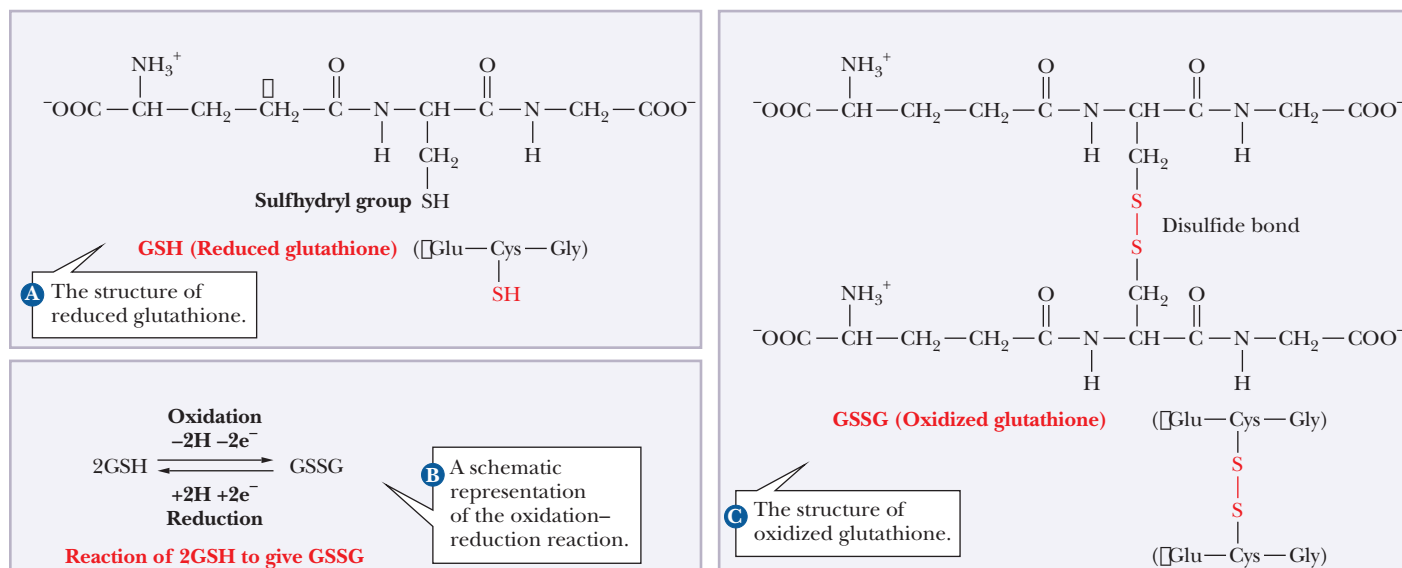 NH₃⁺ O O
⁻OOC—CH—CH₂—CH₂—C—N—CH—C—N—CH₂—COO⁻
H CH₂ H
Sulfhydryl group SH
GSH (Reduced glutathione) (▯Glu—Cys—Gly)
SH
A The structure of
reduced glutathione.
Oxidation
–2H –2e⁻
2GSH ⇌ GSSG
+2H +2e⁻
Reduction
Reaction of 2GSH to give GSSG
B A schematic
representation
of the oxidation–
reduction reaction.
NH₃⁺ O O
⁻OOC—CH—CH₂—CH₂—C—N—CH—C—N—CH₂—COO⁻
H CH₂ H
S
Disulfide bond
S
NH₃⁺ O CH₂ O
⁻OOC—CH—CH₂—CH₂—C—N—CH—C—N—CH₂—COO⁻
H H
GSSG (Oxidized glutathione) (▯Glu—Cys—Gly)
S
S
(▯Glu—Cys—Gly)
C The structure of
oxidized glutathione.